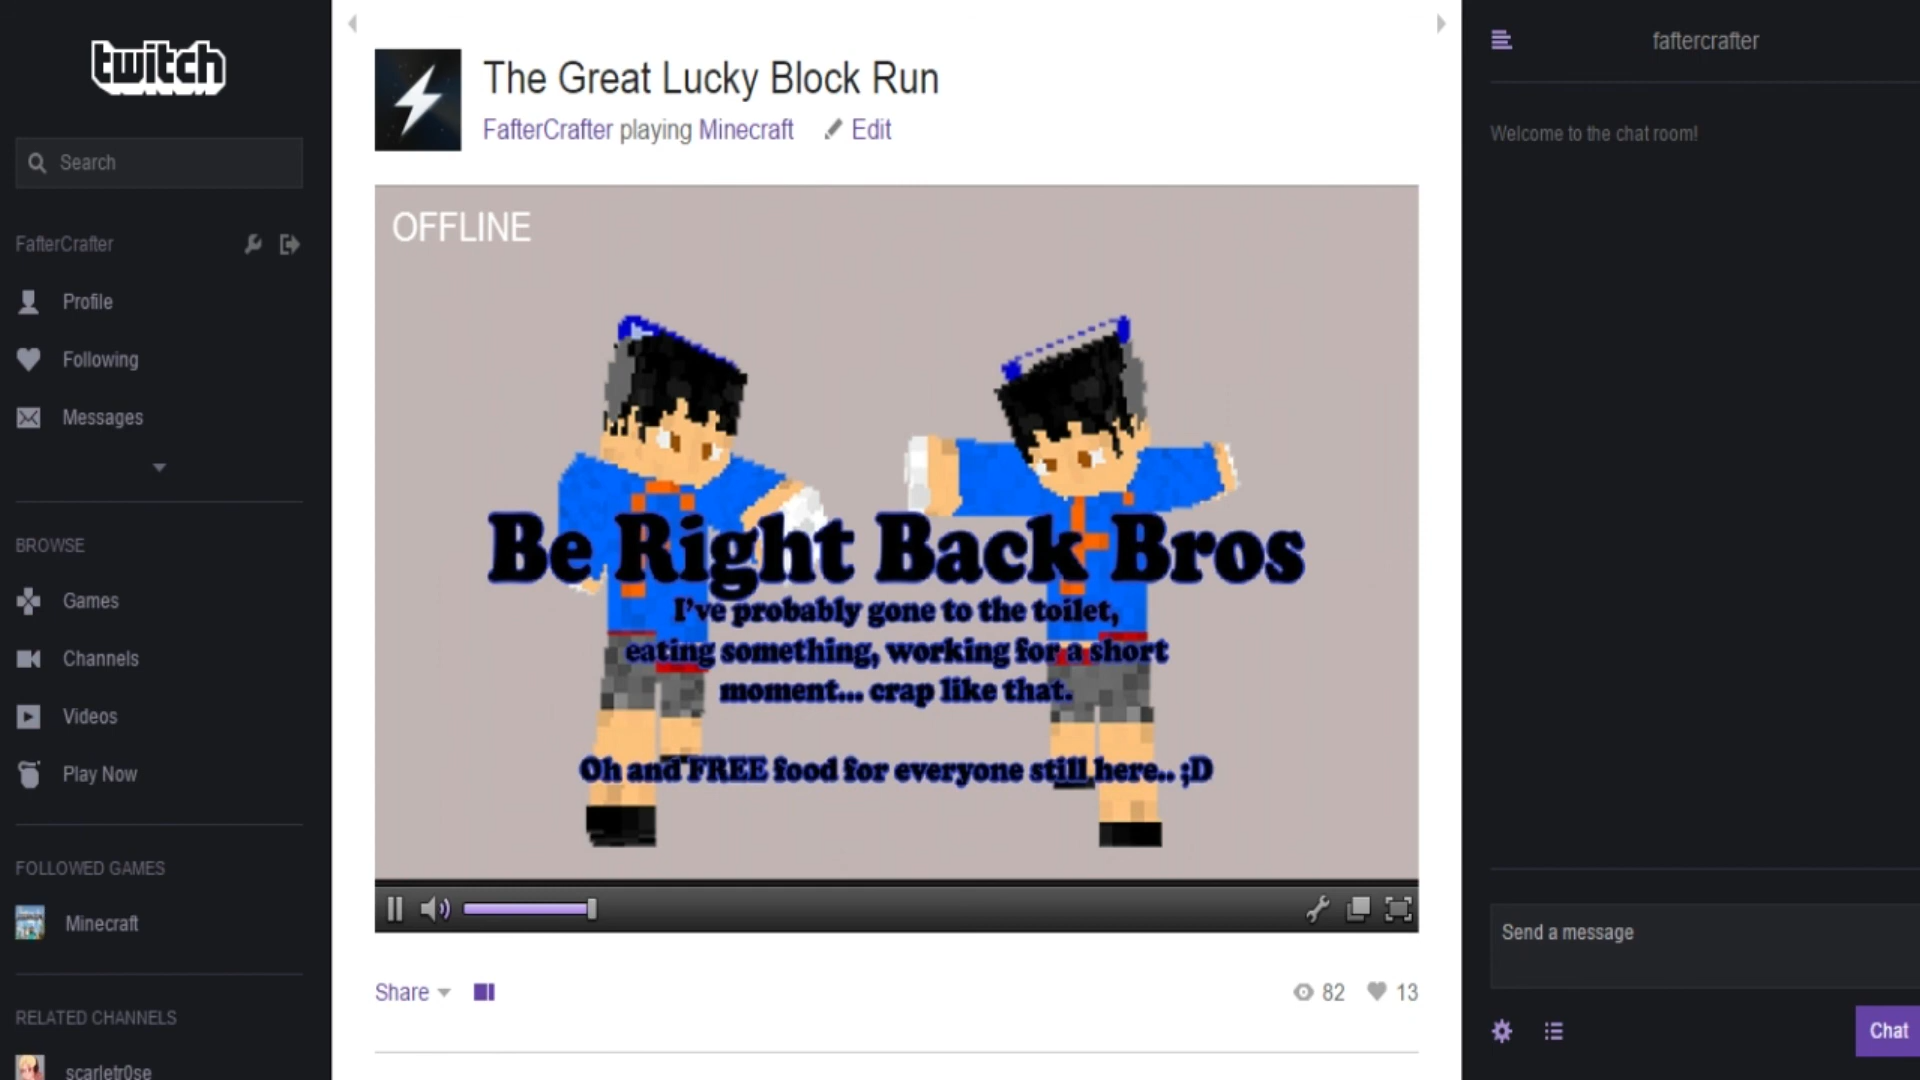 twitch
Search
FafterCrafter
Profile
Following
Messages
BROWSE
Games
Channels
Videos
Play Now
FOLLOWED GAMES
Minecraft
RELATED CHANNELS
scarletr0se
The Great Lucky Block Run
FafterCrafter playing Minecraft Edit
OFFLINE
Be Right Back Bros
I've probably gone to the toilet,
eating something, working for a short
moment... crap like that.
Oh and FREE food for everyone still here.. ;D
Share
82 13
faftercrafter
Welcome to the chat room!
Send a message
Chat